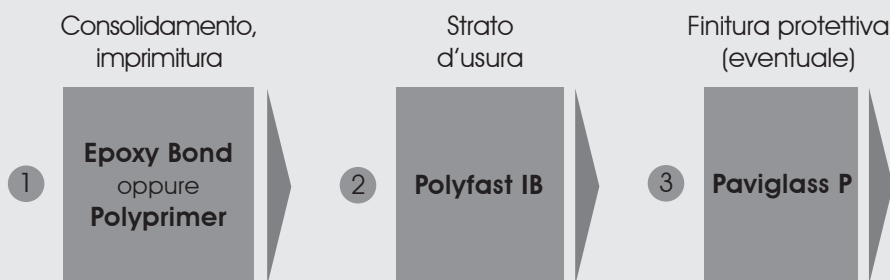 Consolidamento,
imprimitura
1
Epoxy Bond
oppure
Polyprimer
Strato
d’usura
2
Polyfast IB
Finitura protettiva
(eventuale)
3
Paviglass P